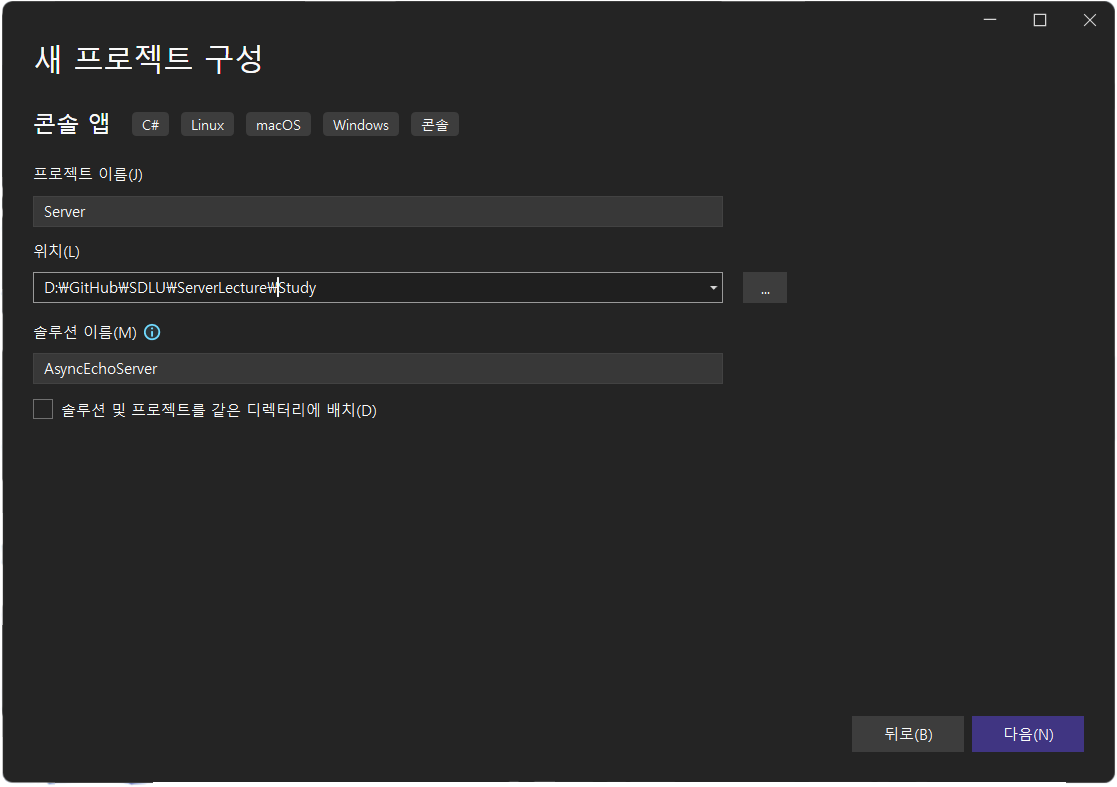 새 프로젝트 구성
콘솔 앱 C# Linux macOS Windows 콘솔
프로젝트 이름(J)
Server
위치(L)
D:₩GitHub₩SDLU₩ServerLecture₩Study
...
솔루션 이름(M)
AsyncEchoServer
솔루션 및 프로젝트를 같은 디렉터리에 배치(D)
뒤로(B) 다음(N)